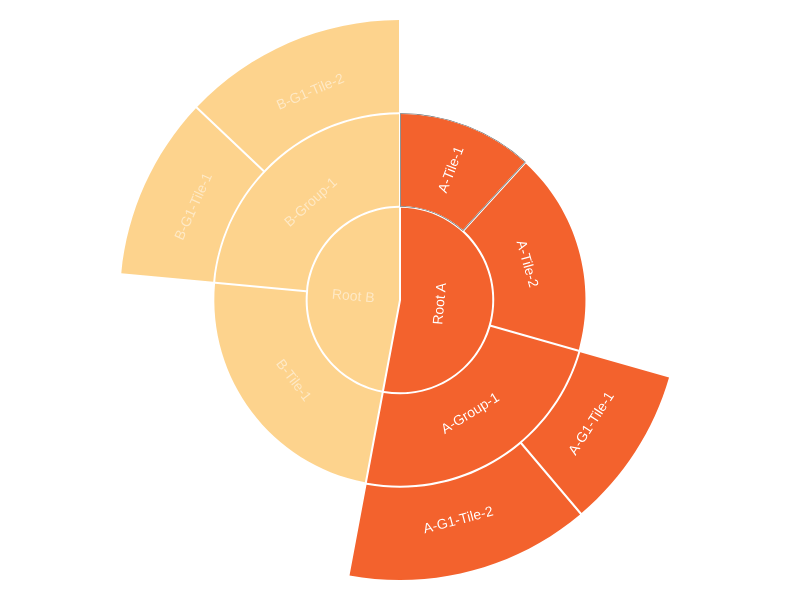 B-G1-Tile-2
A-Tile-1
B-G1-Tile-1
B-Group-1
A-Tile-2
Root B
Root A
B-Tile-1
A-Group-1
A-G1-Tile-1
A-G1-Tile-2